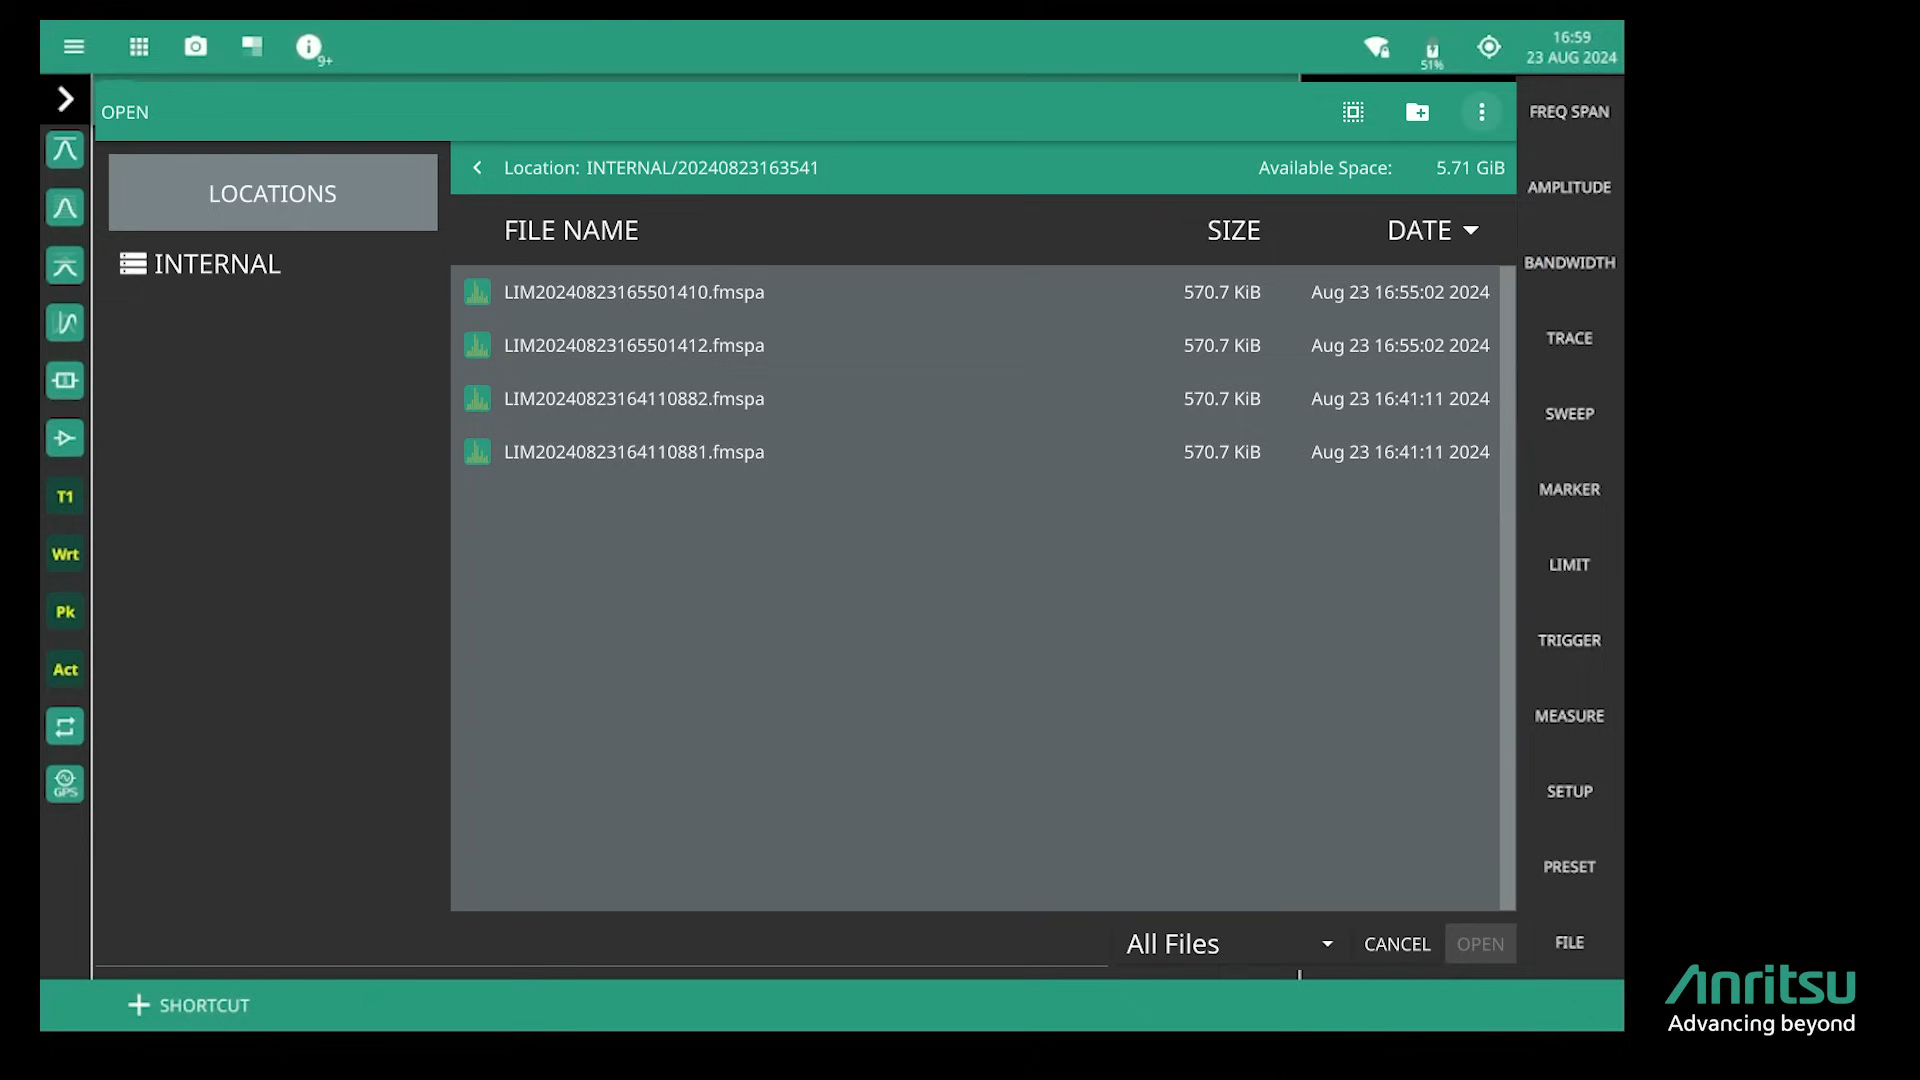 9+
51%
16:59
23 AUG 2024
OPEN
LOCATIONS
INTERNAL
Location: INTERNAL/20240823163541
Available Space: 5.71 GiB
FILE NAME SIZE DATE
LIM20240823165501410.fmspa 570.7 KiB Aug 23 16:55:02 2024
LIM20240823165501412.fmspa 570.7 KiB Aug 23 16:55:02 2024
LIM20240823164110882.fmspa 570.7 KiB Aug 23 16:41:11 2024
LIM20240823164110881.fmspa 570.7 KiB Aug 23 16:41:11 2024
All Files CANCEL OPEN
T1
Wrt
Pk
Act
GPS
FREQ SPAN
AMPLITUDE
BANDWIDTH
TRACE
SWEEP
MARKER
LIMIT
TRIGGER
MEASURE
SETUP
PRESET
FILE
SHORTCUT
Anritsu
Advancing beyond